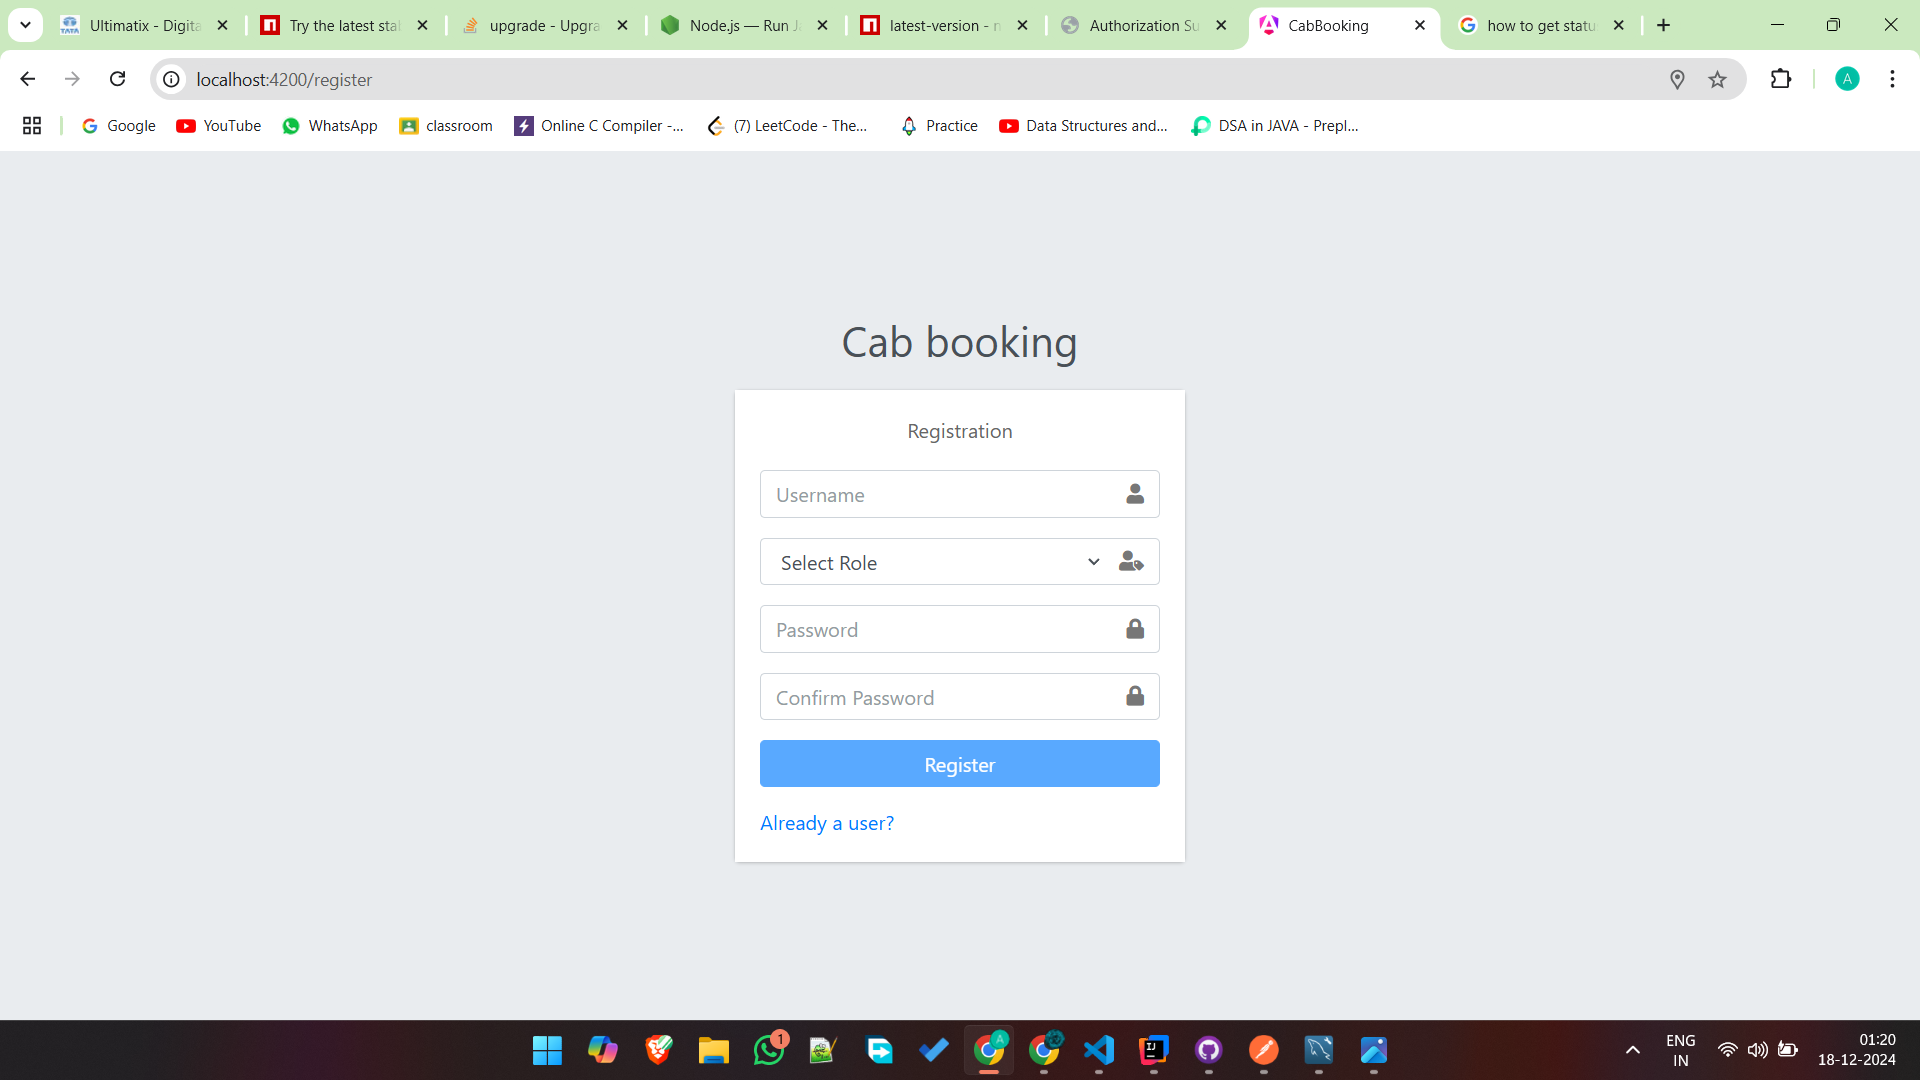 Ultimatix - Digita
Try the latest stal
upgrade - Upgra
Node.js — Run Ja
latest-version - n
Authorization Su
CabBooking
how to get statu
localhost:4200/register
A
Google
YouTube
WhatsApp
classroom
Online C Compiler -...
(7) LeetCode - The...
Practice
Data Structures and...
DSA in JAVA - Prepl...
Cab booking
Registration
Username
Select Role
Password
Confirm Password
Register
Already a user?
1
A
ENG
IN
01:20
18-12-2024